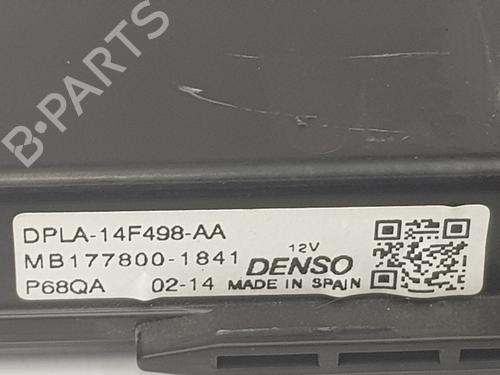 B-PARTS
DPLA-14F498-AA
MB177800-1841
12V
DENSO
P68QA 02-14 MADE IN SPAIN